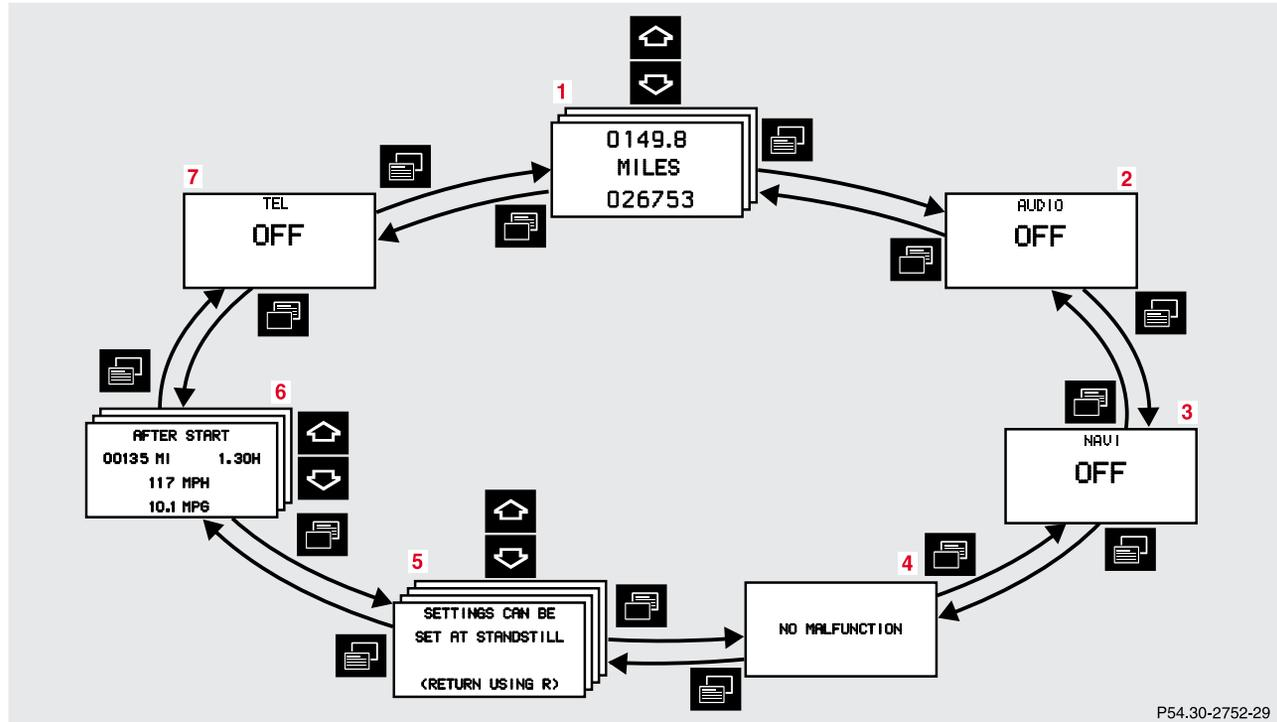 1
0149.8
MILES
026753
2
AUDIO
OFF
3
NAVI
OFF
4
NO MALFUNCTION
5
SETTINGS CAN BE
SET AT STANDSTILL
(RETURN USING R)
6
AFTER START
00135 MI 1.30H
117 MPH
10.1 MPG
7
TEL
OFF
P54.30-2752-29